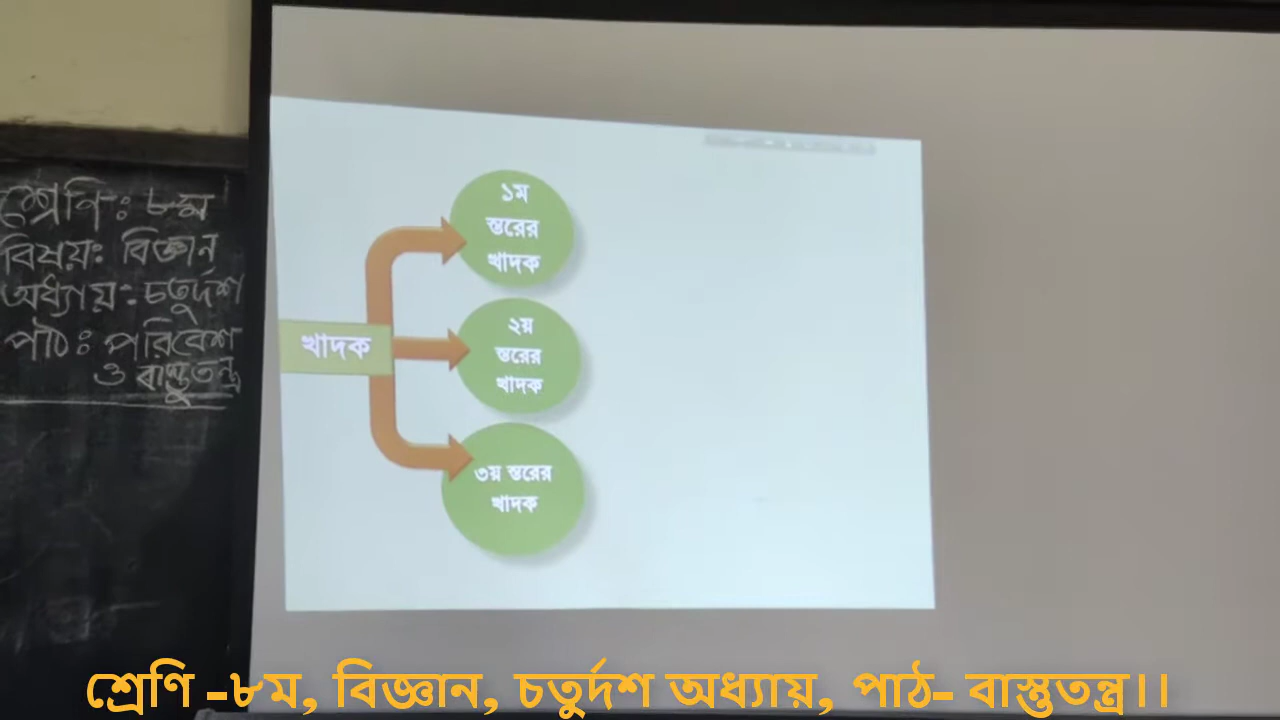 শ্রেণি: ৮ম
বিষয়: বিজ্ঞান
অধ্যায়: চতুর্দশ
পাঠ: পরিবেশ
ও বাস্তুতন্ত্র
খাদক
১ম
স্তরের
খাদক
২য়
স্তরের
খাদক
৩য় স্তরের
খাদক
শ্রেণি -৮ম, বিজ্ঞান, চতুর্দশ অধ্যায়, পাঠ- বাস্তুতন্ত্র।।